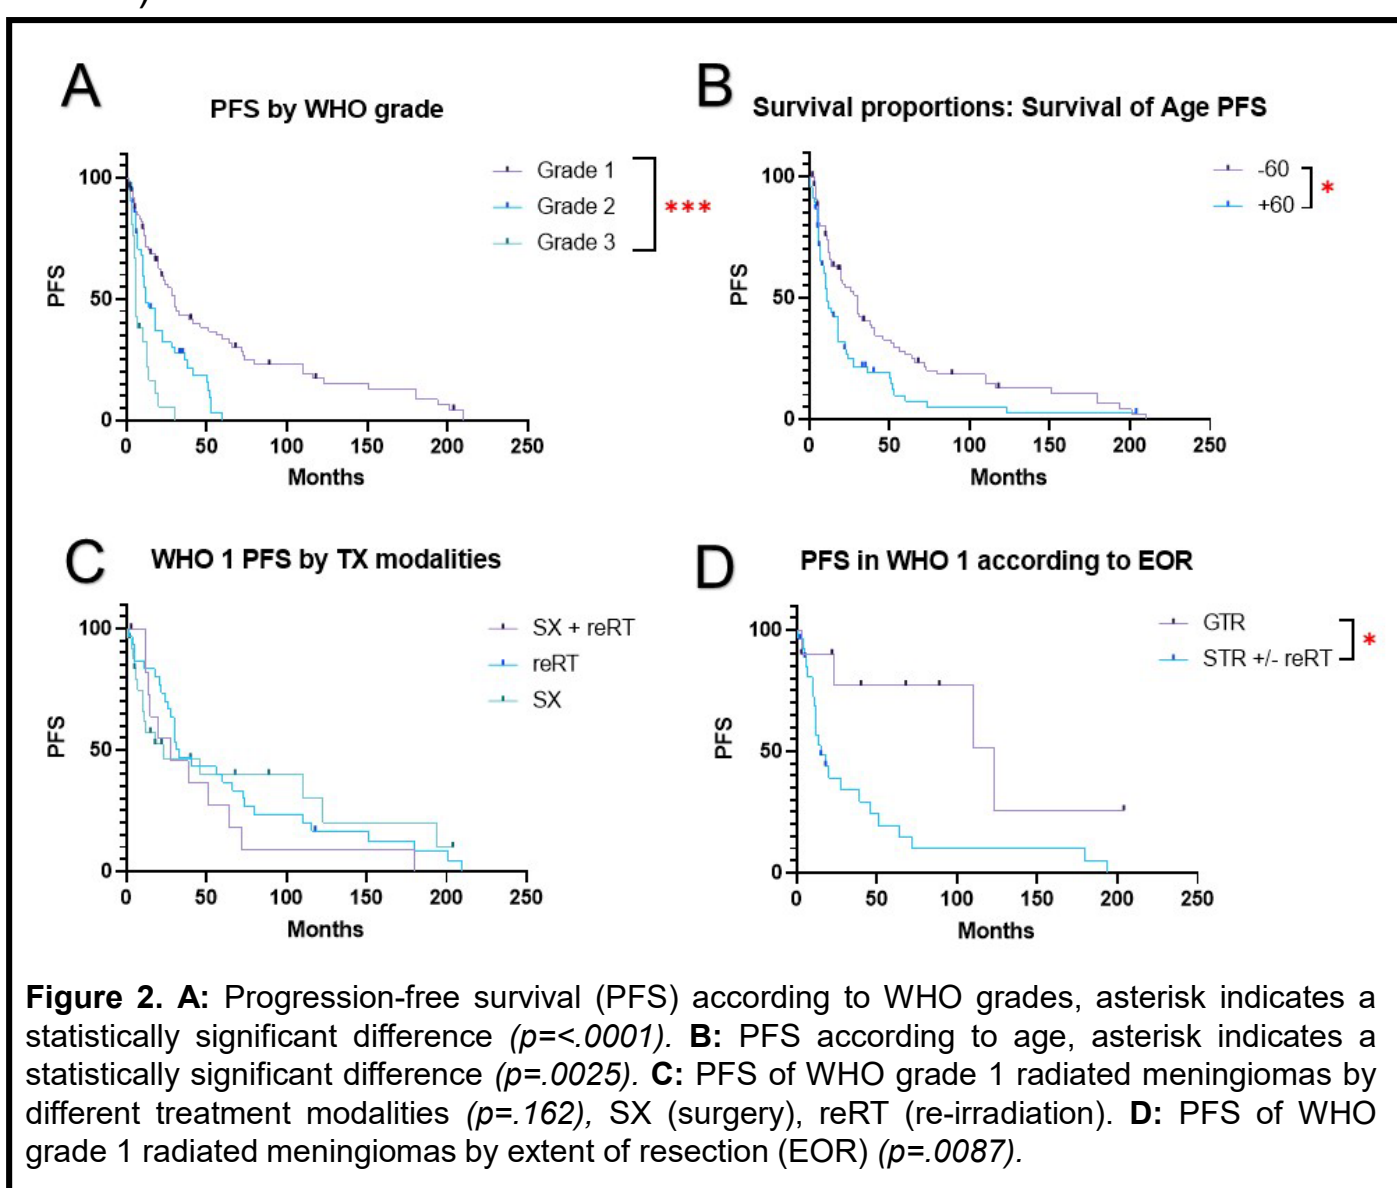 A
PFS by WHO grade
Grade 1
Grade 2
Grade 3
***
PFS
100
50
0
0 50 100 150 200 250
Months
B
Survival proportions: Survival of Age PFS
-60
+60
*
PFS
100
50
0
0 50 100 150 200 250
Months
C
WHO 1 PFS by TX modalities
SX + reRT
reRT
SX
PFS
100
50
0
0 50 100 150 200 250
Months
D
PFS in WHO 1 according to EOR
GTR
STR +/- reRT
*
PFS
100
50
0
0 50 100 150 200 250
Months
Figure 2. A: Progression-free survival (PFS) according to WHO grades, asterisk indicates a
statistically significant difference (p=<.0001). B: PFS according to age, asterisk indicates a
statistically significant difference (p=.0025). C: PFS of WHO grade 1 radiated meningiomas by
different treatment modalities (p=.162), SX (surgery), reRT (re-irradiation). D: PFS of WHO
grade 1 radiated meningiomas by extent of resection (EOR) (p=.0087).